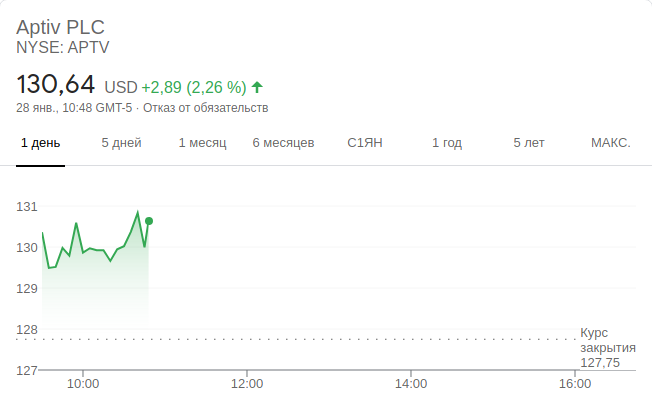 Aptiv PLC
NYSE: APTV
130,64 USD +2,89 (2,26 %)
28 янв., 10:48 GMT-5 · Отказ от обязательств
1 день 5 дней 1 месяц 6 месяцев С1ЯН 1 год 5 лет МАКС.
131
130
129
128
Курс
закрытия
127,75
127
10:00 12:00 14:00 16:00